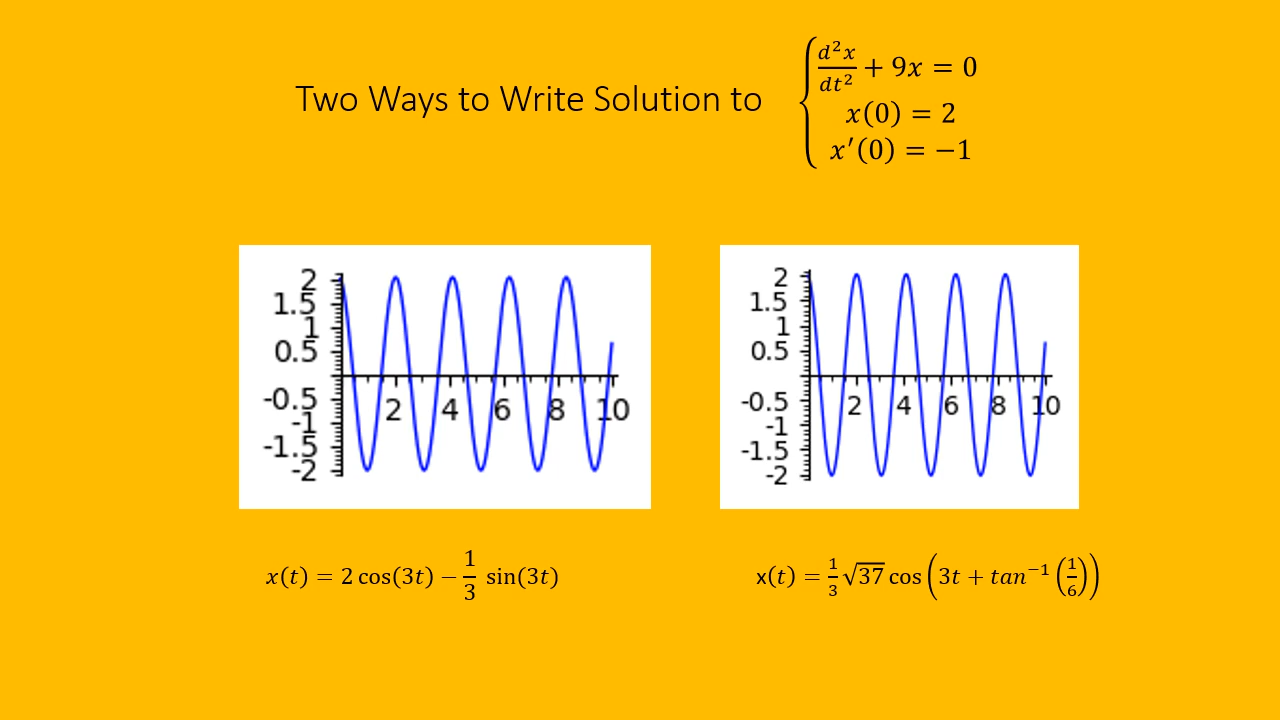 Two Ways to Write Solution to
d²x/dt² + 9x = 0
x(0) = 2
x′(0) = −1
2
1.5
1
0.5
-0.5
-1
-1.5
-2
2 4 6 8 10
2
1.5
1
0.5
-0.5
-1
-1.5
-2
2 4 6 8 10
x(t) = 2 cos(3t) − 1/3 sin(3t)
x(t) = 1/3 √37 cos (3t + tan⁻¹ (1/6))